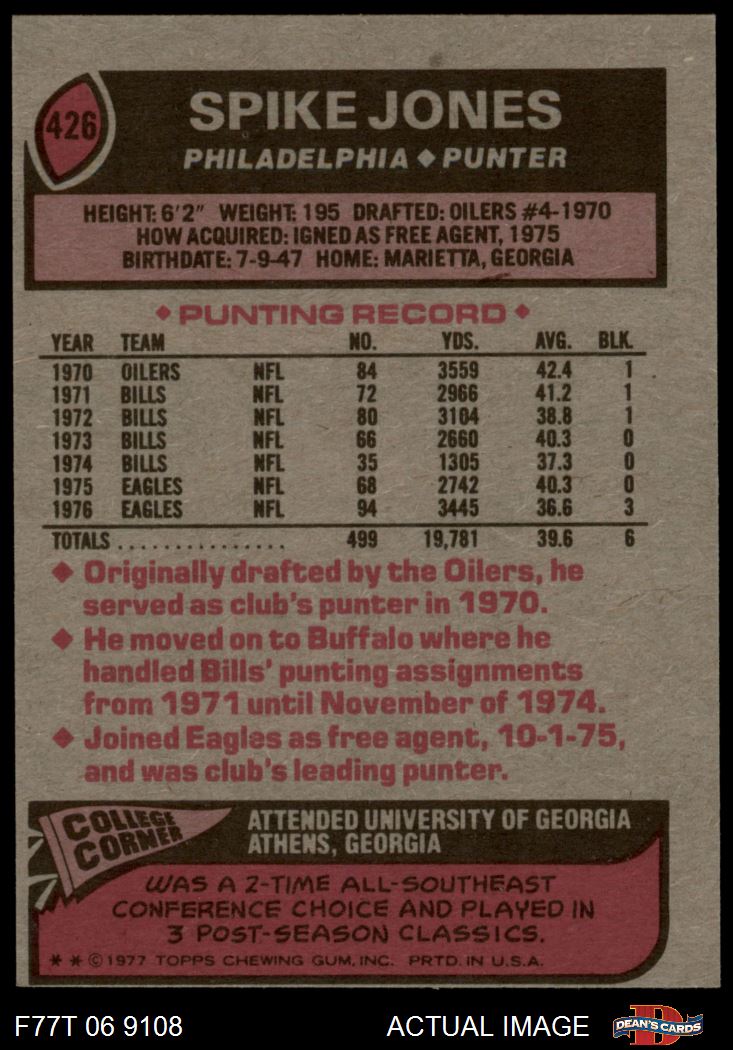 426
SPIKE JONES
PHILADELPHIA ◆ PUNTER
HEIGHT: 6'2" WEIGHT: 195 DRAFTED: OILERS #4-1970
HOW ACQUIRED: IGNED AS FREE AGENT, 1975
BIRTHDATE: 7-9-47 HOME: MARIETTA, GEORGIA
◆ PUNTING RECORD ◆
YEAR TEAM NO. YDS. AVG. BLK.
1970 OILERS NFL 84 3559 42.4 1
1971 BILLS NFL 72 2966 41.2 1
1972 BILLS NFL 80 3104 38.8 1
1973 BILLS NFL 66 2660 40.3 0
1974 BILLS NFL 35 1305 37.3 0
1975 EAGLES NFL 68 2742 40.3 0
1976 EAGLES NFL 94 3445 36.6 3
TOTALS ................ 499 19,781 39.6 6
◆ Originally drafted by the Oilers, he
served as club's punter in 1970.
◆ He moved on to Buffalo where he
handled Bills' punting assignments
from 1971 until November of 1974.
◆ Joined Eagles as free agent, 10-1-75,
and was club's leading punter.
COLLEGE
CORNER
ATTENDED UNIVERSITY OF GEORGIA
ATHENS, GEORGIA
WAS A 2-TIME ALL-SOUTHEAST
CONFERENCE CHOICE AND PLAYED IN
3 POST-SEASON CLASSICS.
* * © 1977 TOPPS CHEWING GUM, INC. PRTD. IN U.S.A.
F77T 06 9108 ACTUAL IMAGE
D
DEAN'S CARDS